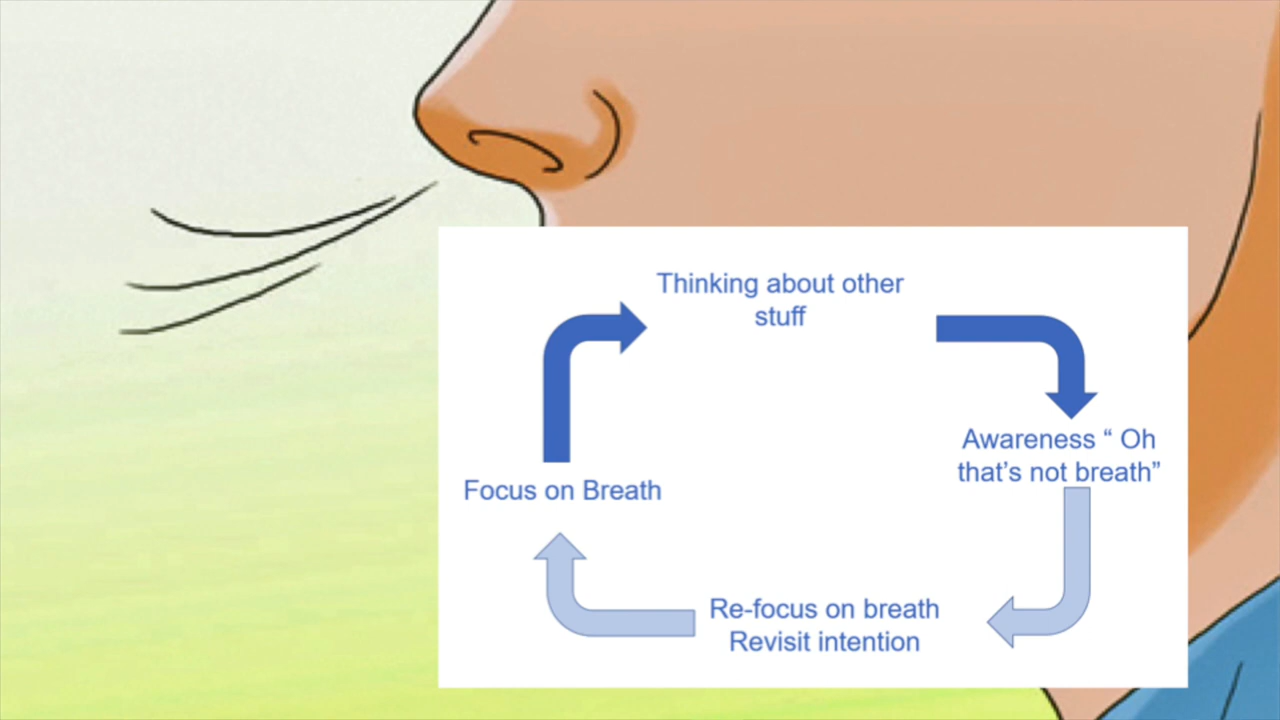 Thinking about other
stuff
Awareness “ Oh
that’s not breath”
Focus on Breath
Re-focus on breath
Revisit intention